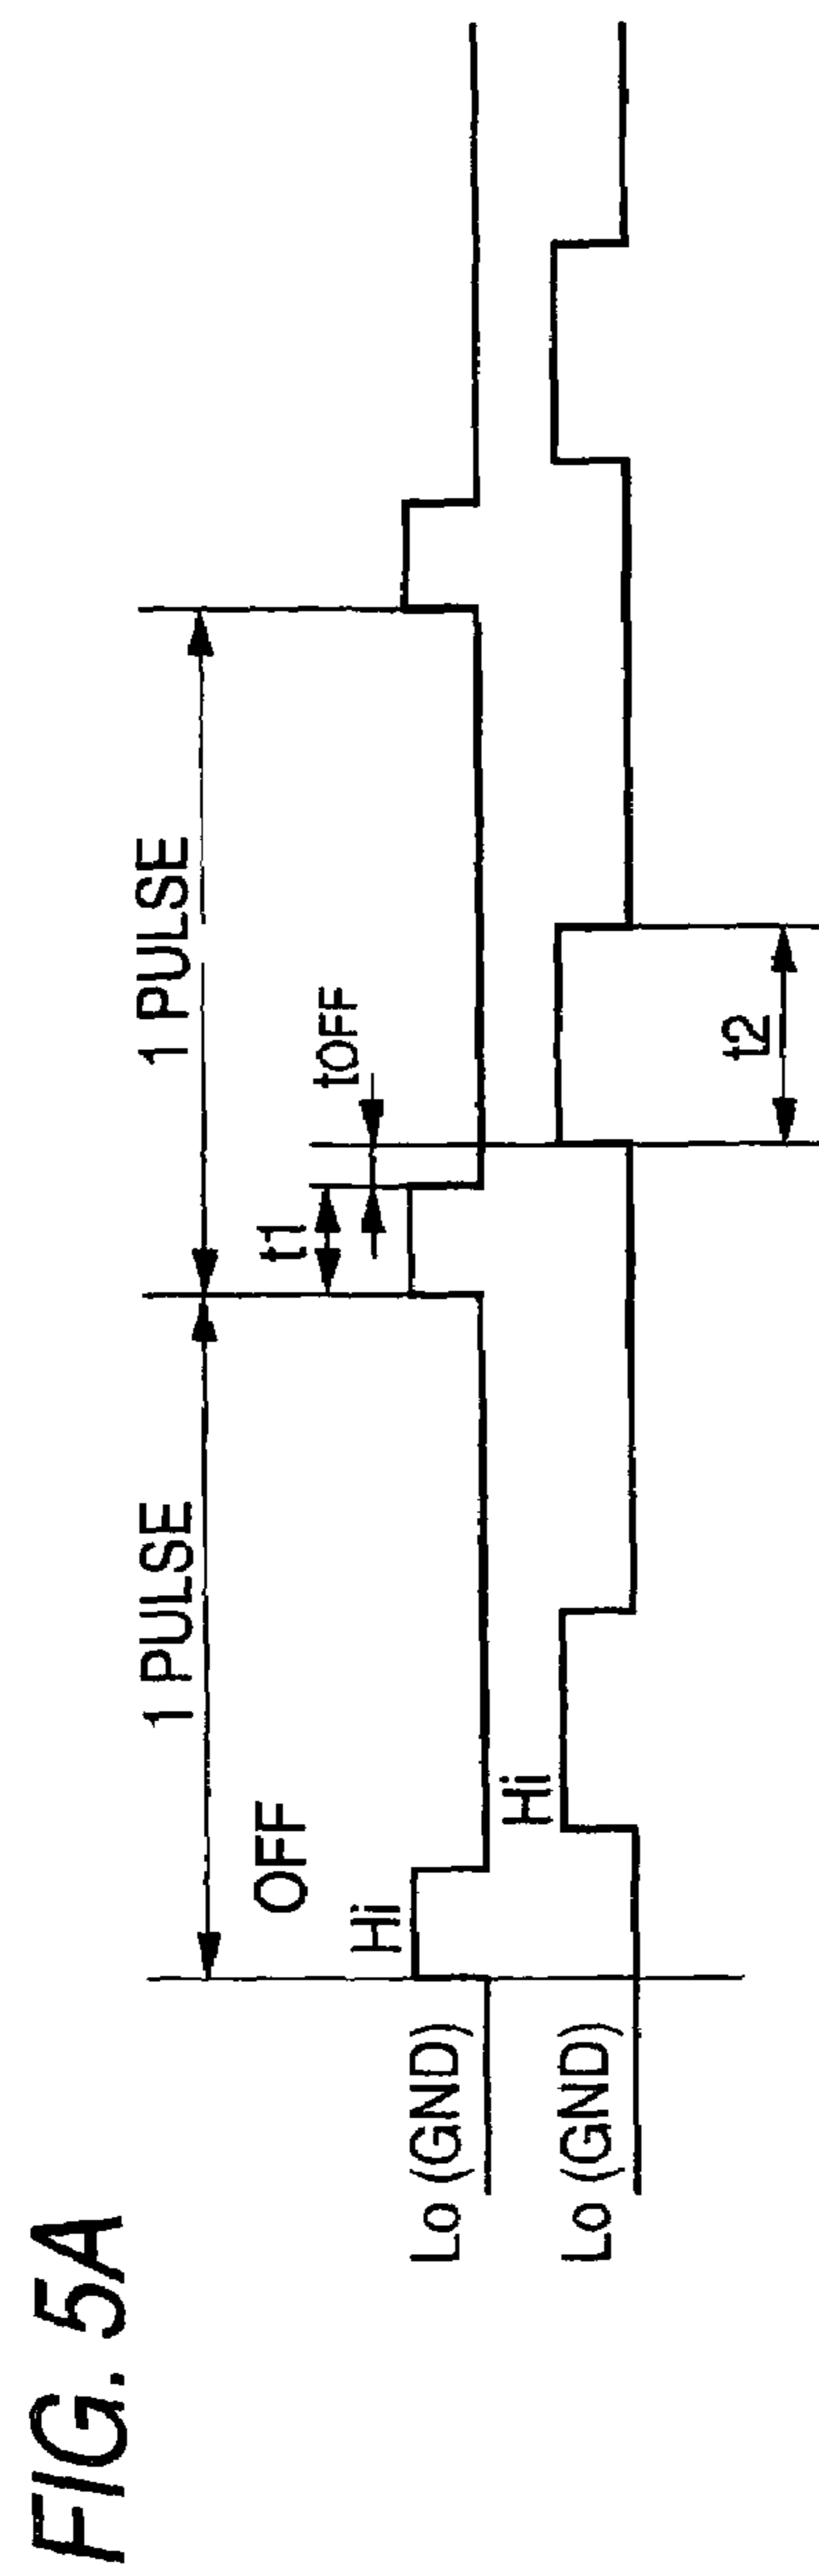 FIG. 5A
1 PULSE
1 PULSE
OFF
t1
tOFF
Hi
Lo (GND)
Hi
Lo (GND)
t2